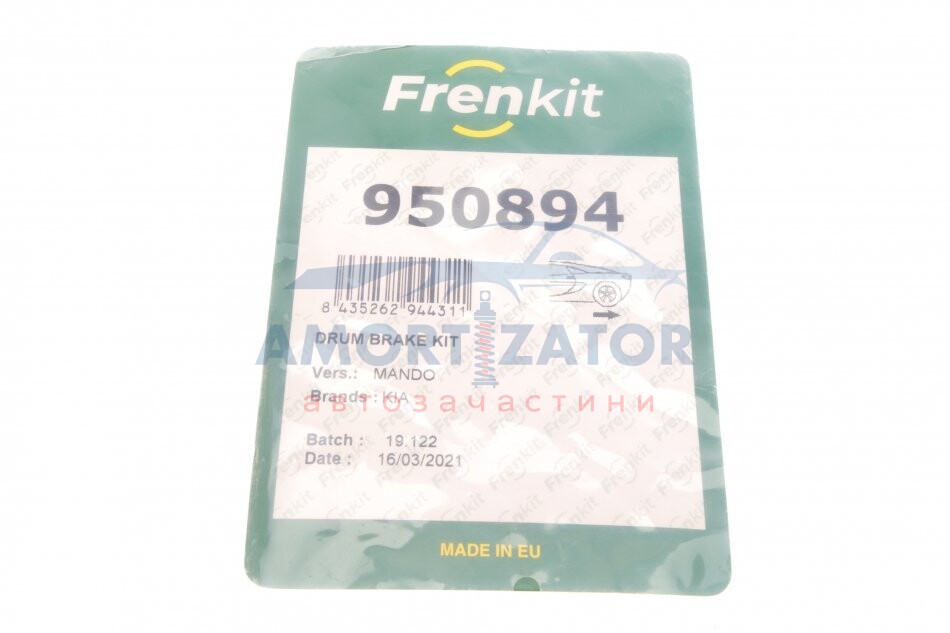 Frenkit
950894
8 435262 944311
DRUM BRAKE KIT
AMORTIZATOR
Vers.: MANDO
Brands : KIA
автозачастини
Batch : 19.122
Date : 16/03/2021
MADE IN EU